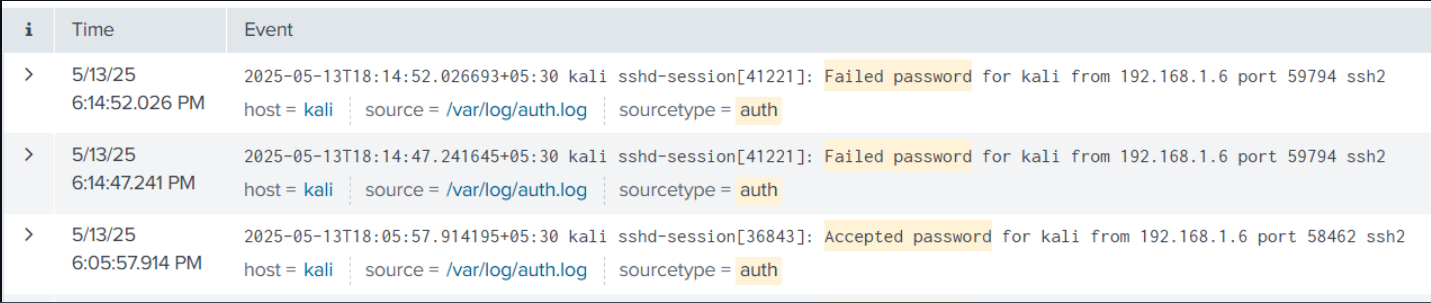 i Time Event
> 5/13/25 2025-05-13T18:14:52.026693+05:30 kali sshd-session[41221]: Failed password for kali from 192.168.1.6 port 59794 ssh2
6:14:52.026 PM host = kali source = /var/log/auth.log sourcetype = auth
> 5/13/25 2025-05-13T18:14:47.241645+05:30 kali sshd-session[41221]: Failed password for kali from 192.168.1.6 port 59794 ssh2
6:14:47.241 PM host = kali source = /var/log/auth.log sourcetype = auth
> 5/13/25 2025-05-13T18:05:57.914195+05:30 kali sshd-session[36843]: Accepted password for kali from 192.168.1.6 port 58462 ssh2
6:05:57.914 PM host = kali source = /var/log/auth.log sourcetype = auth